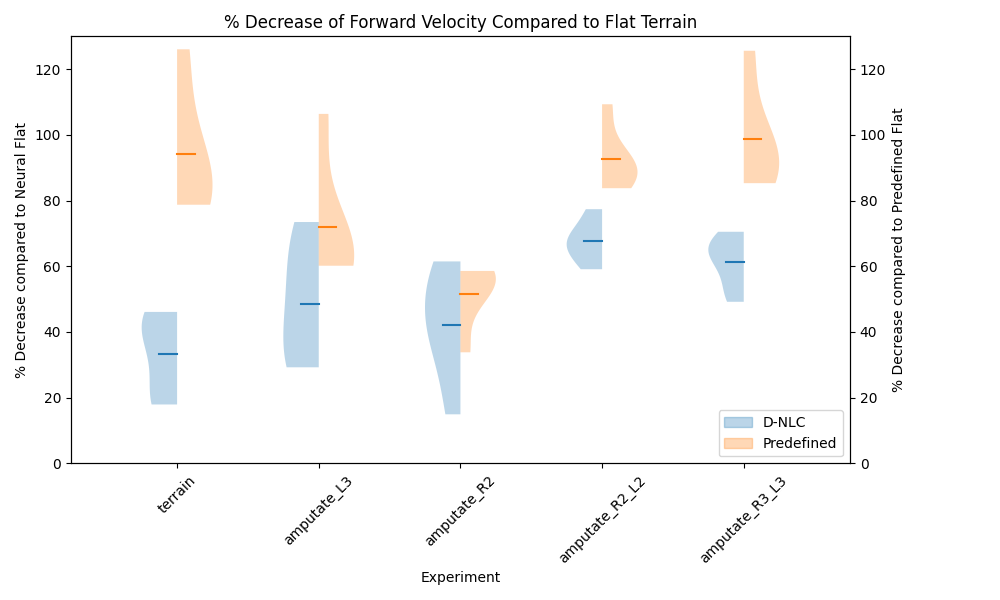 % Decrease of Forward Velocity Compared to Flat Terrain
% Decrease compared to Neural Flat
120
100
80
60
40
20
0
120
100
80
60
40
20
0
% Decrease compared to Predefined Flat
D-NLC
Predefined
terrain
amputate_L3
amputate_R2
amputate_R2_L2
amputate_R3_L3
Experiment